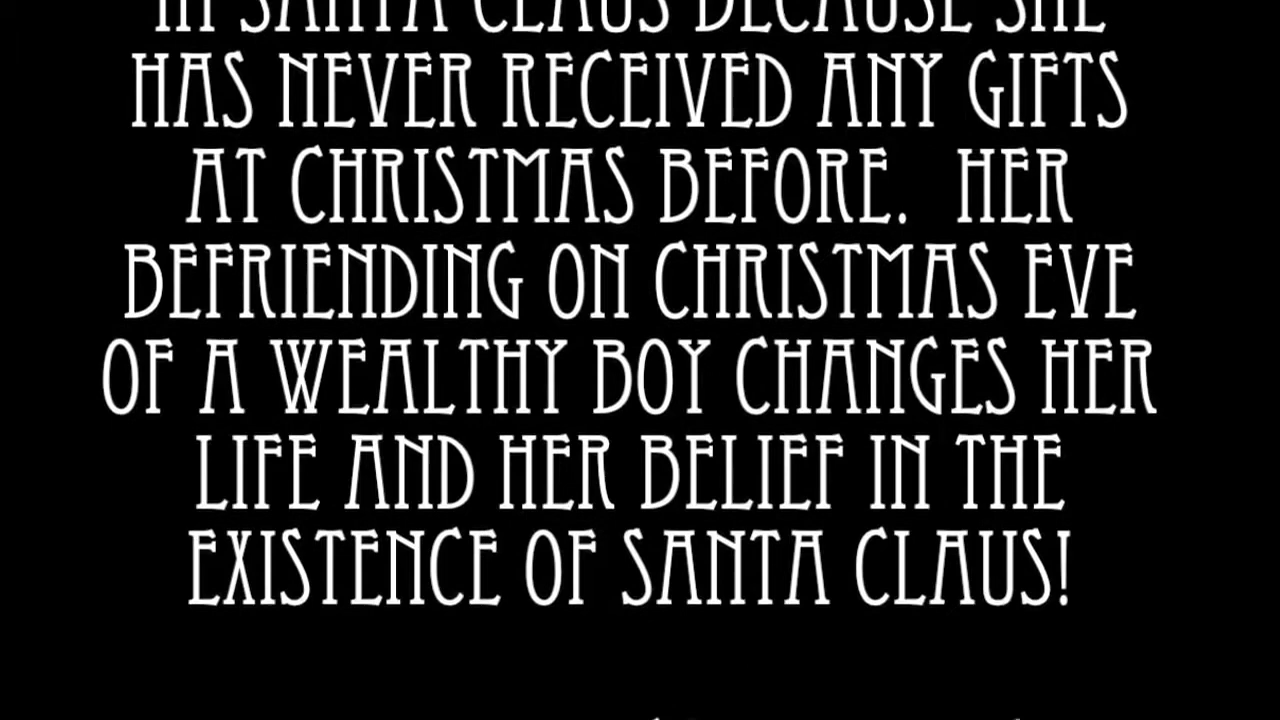 IN SANTA CLAUS BECAUSE SHE
HAS NEVER RECEIVED ANY GIFTS
AT CHRISTMAS BEFORE. HER
BEFRIENDING ON CHRISTMAS EVE
OF A WEALTHY BOY CHANGES HER
LIFE AND HER BELIEF IN THE
EXISTENCE OF SANTA CLAUS!